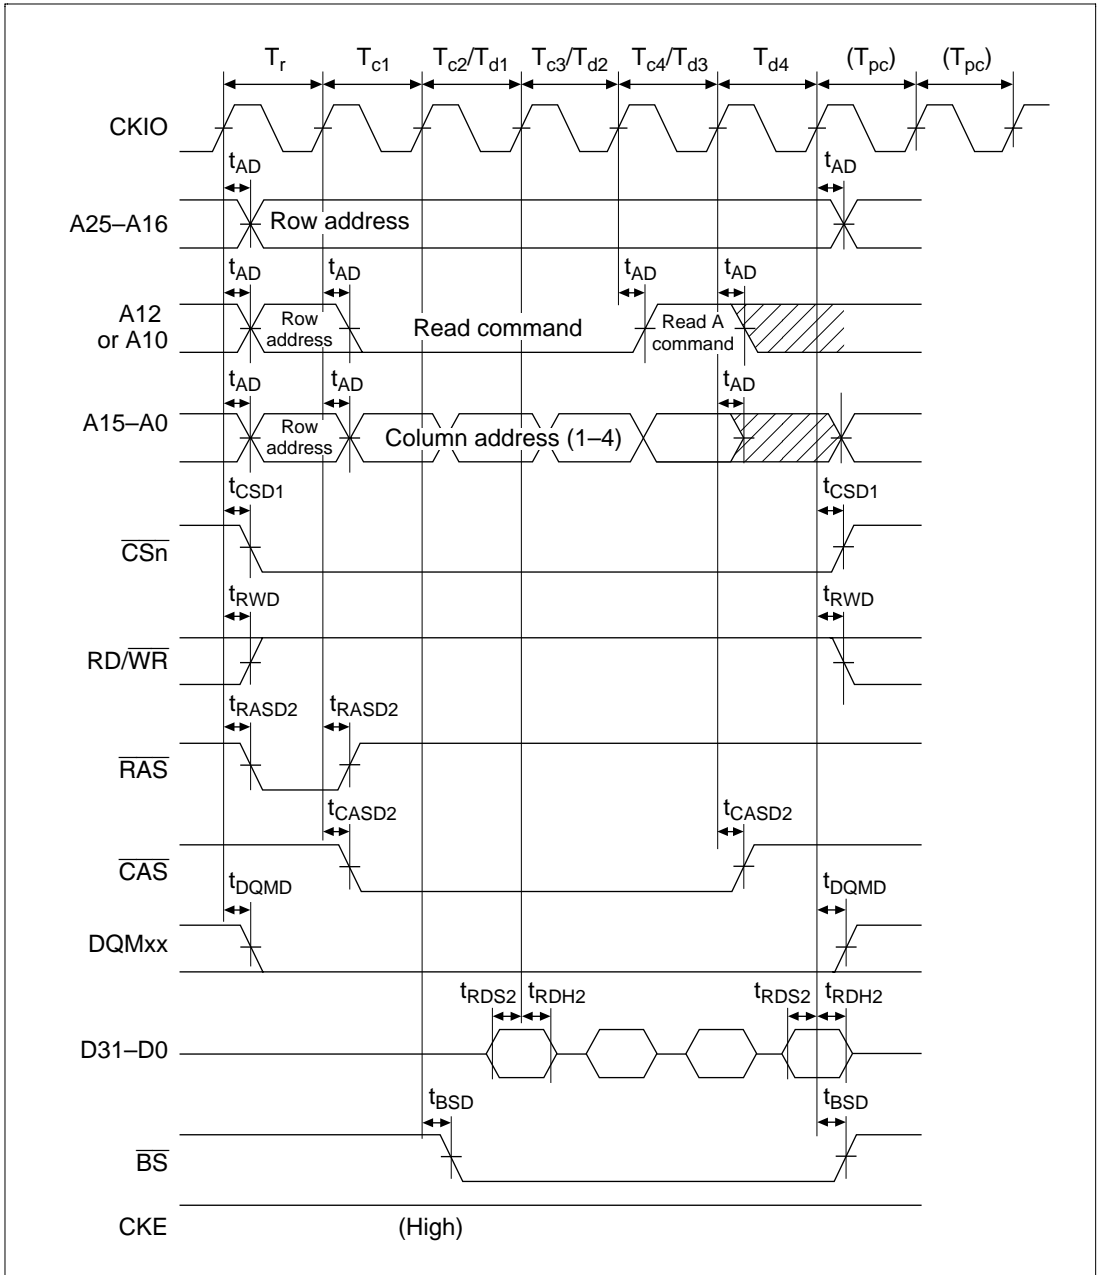 Tr Tc1 Tc2/Td1 Tc3/Td2 Tc4/Td3 Td4 (Tpc) (Tpc)
CKIO
tAD tAD
A25–A16 Row address
tAD tAD tAD tAD
A12
or A10
Row
address
Read command
Read A
command
tAD tAD tAD
A15–A0
Row
address
Column address (1–4)
tCSD1 tCSD1
CSn
tRWD tRWD
RD/WR
tRASD2 tRASD2
RAS
tCASD2 tCASD2
CAS
tDQMD tDQMD
DQMxx
tRDS2 tRDH2 tRDS2 tRDH2
D31–D0
tBSD tBSD
BS
CKE (High)